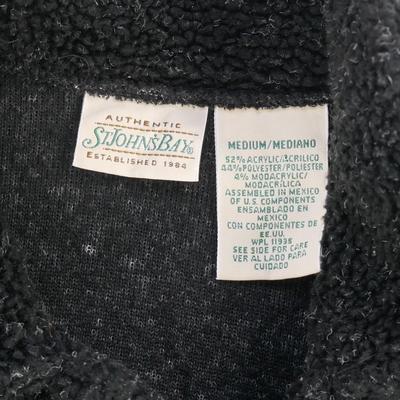 AUTHENTIC
ST.JOHN'S BAY®
ESTABLISHED 1984
MEDIUM/MEDIANO
52% ACRYLIC/ACRILICO
44% POLYESTER/POLIESTER
4% MODACRYLIC/
MODACRÍLICA
ASSEMBLED IN MEXICO
OF U.S. COMPONENTS
ENSAMBLADO EN
MEXICO
CON COMPONENTES DE
EE.UU.
WPL 11935
SEE SIDE FOR CARE
VER AL LADO PARA
CUIDADO